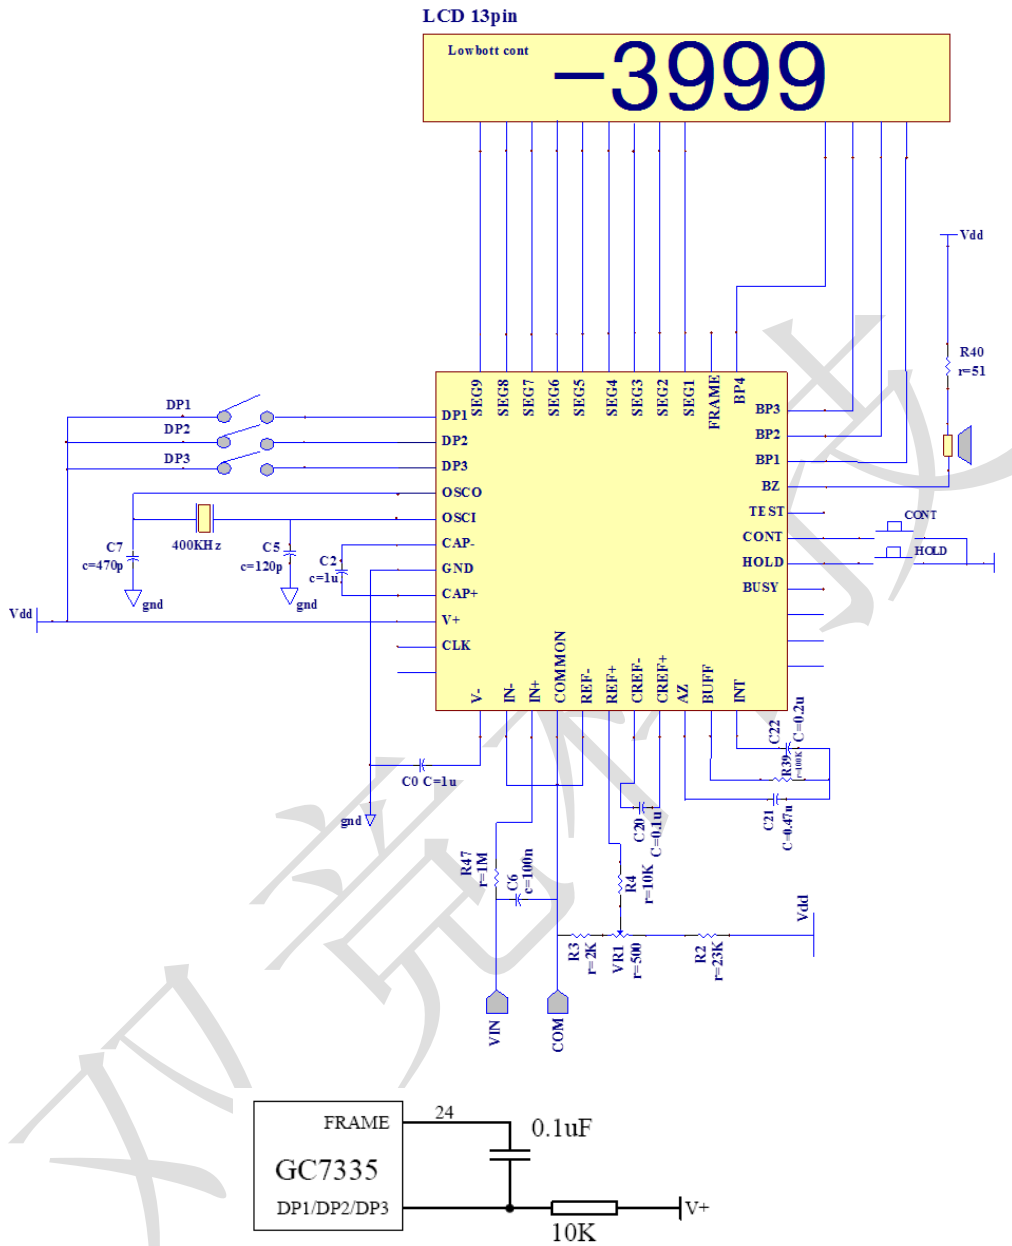 LCD 13pin
Lowbott cont
−3999
Vdd
R40
r=51
SEG9
SEG8
SEG7
SEG6
SEG5
SEG4
SEG3
SEG2
SEG1
FRAME
BP4
DP1
DP2
DP3
DP1
DP2
DP3
OSCO
OSCI
CAP-
GND
CAP+
V+
CLK
BP3
BP2
BP1
BZ
TEST
CONT
HOLD
BUSY
CONT
HOLD
400KHz
C7
c=470p
C5
c=120p
C2
c=1u
gnd
gnd
Vdd
V-
IN-
IN+
COMMON
REF-
REF+
CREF-
CREF+
AZ
BUFF
INT
C22
C=0.2u
R39
r=100K
C0 C=1u
gnd
C20
C=0.1u
C21
C=0.47u
R47
r=1M
C6
c=100n
R4
r=10K
R3
r=2K
VR1
r=500
R2
r=23K
Vdd
VIN
COM
FRAME
24
0.1uF
GC7335
DP1/DP2/DP3
V+
10K
双竞科技